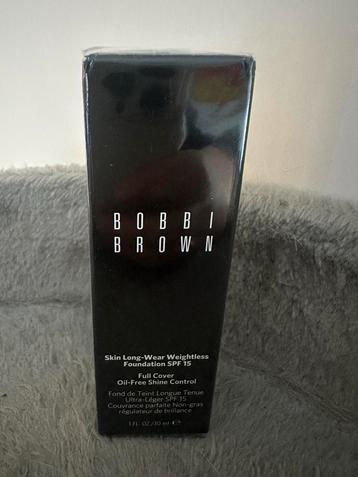 BOBBI
BROWN
Skin Long-Wear Weightless
Foundation SPF 15
Full Cover
Oil-Free Shine Control
Fond de Teint Longue Tenue
Ultra-Léger SPF 15
Couvrance parfaite Non-gras
régulateur de brillance
1 FL. OZ./30 ml ℮